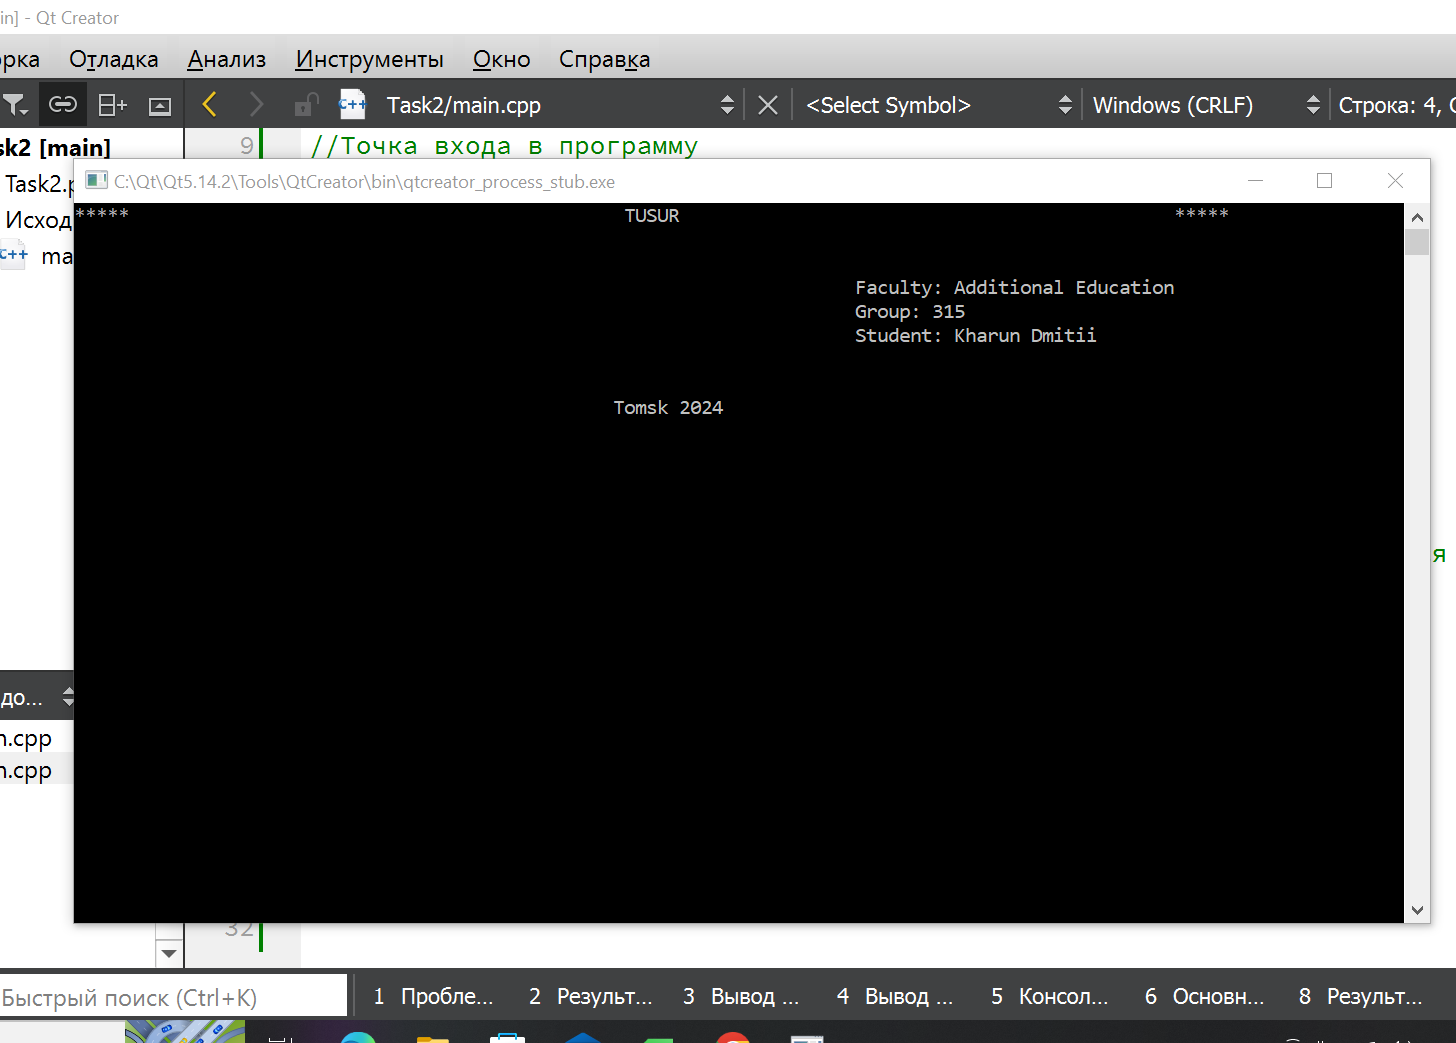 in] - Qt Creator
рка Отладка Анализ Инструменты Окно Справка
C++ Task2/main.cpp <Select Symbol> Windows (CRLF) Строка: 4,
sk2 [main]
9 //Точка входа в программу
Task2.p
C:\Qt\Qt5.14.2\Tools\QtCreator\bin\qtcreator_process_stub.exe
Исход
***** TUSUR *****
C++ ma
Faculty: Additional Education
Group: 315
Student: Kharun Dmitii
Tomsk 2024
я
до...
n.cpp
n.cpp
32
Быстрый поиск (Ctrl+K) 1 Пробле... 2 Результ... 3 Вывод ... 4 Вывод ... 5 Консол... 6 Основн... 8 Результ...